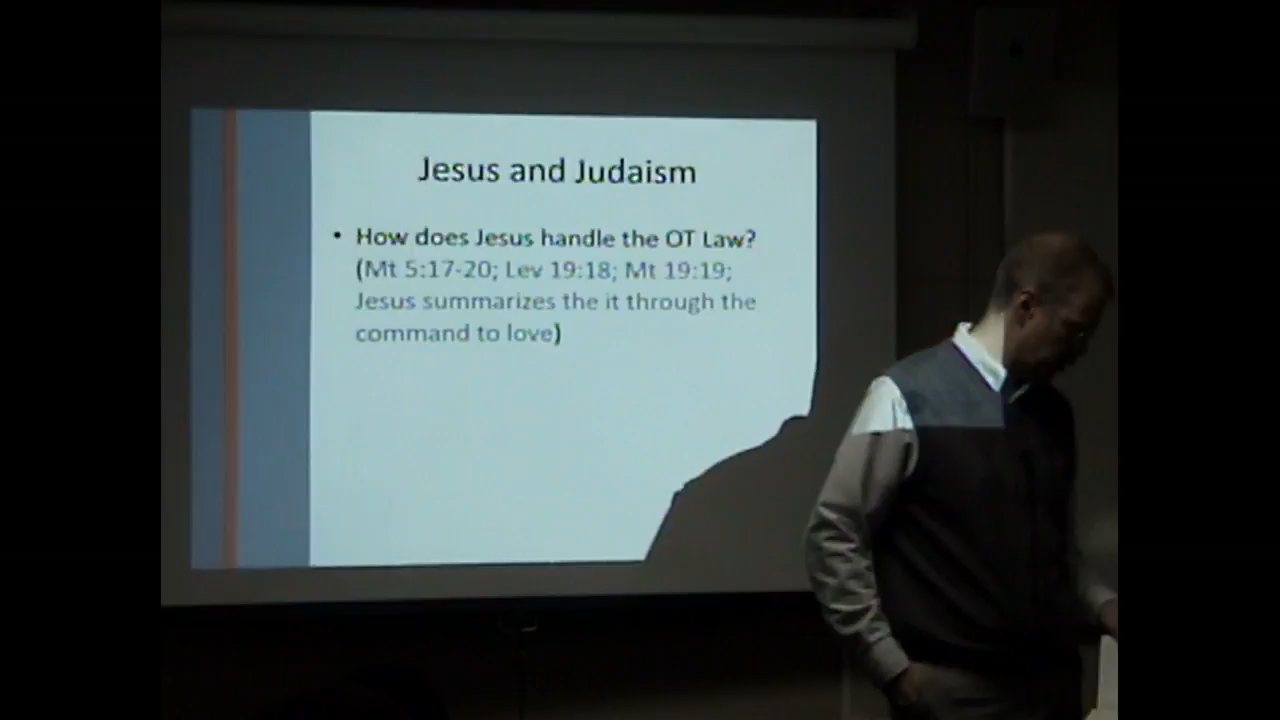 Jesus and Judaism
• How does Jesus handle the OT Law?
(Mt 5:17-20; Lev 19:18; Mt 19:19;
Jesus summarizes the it through the
command to love)